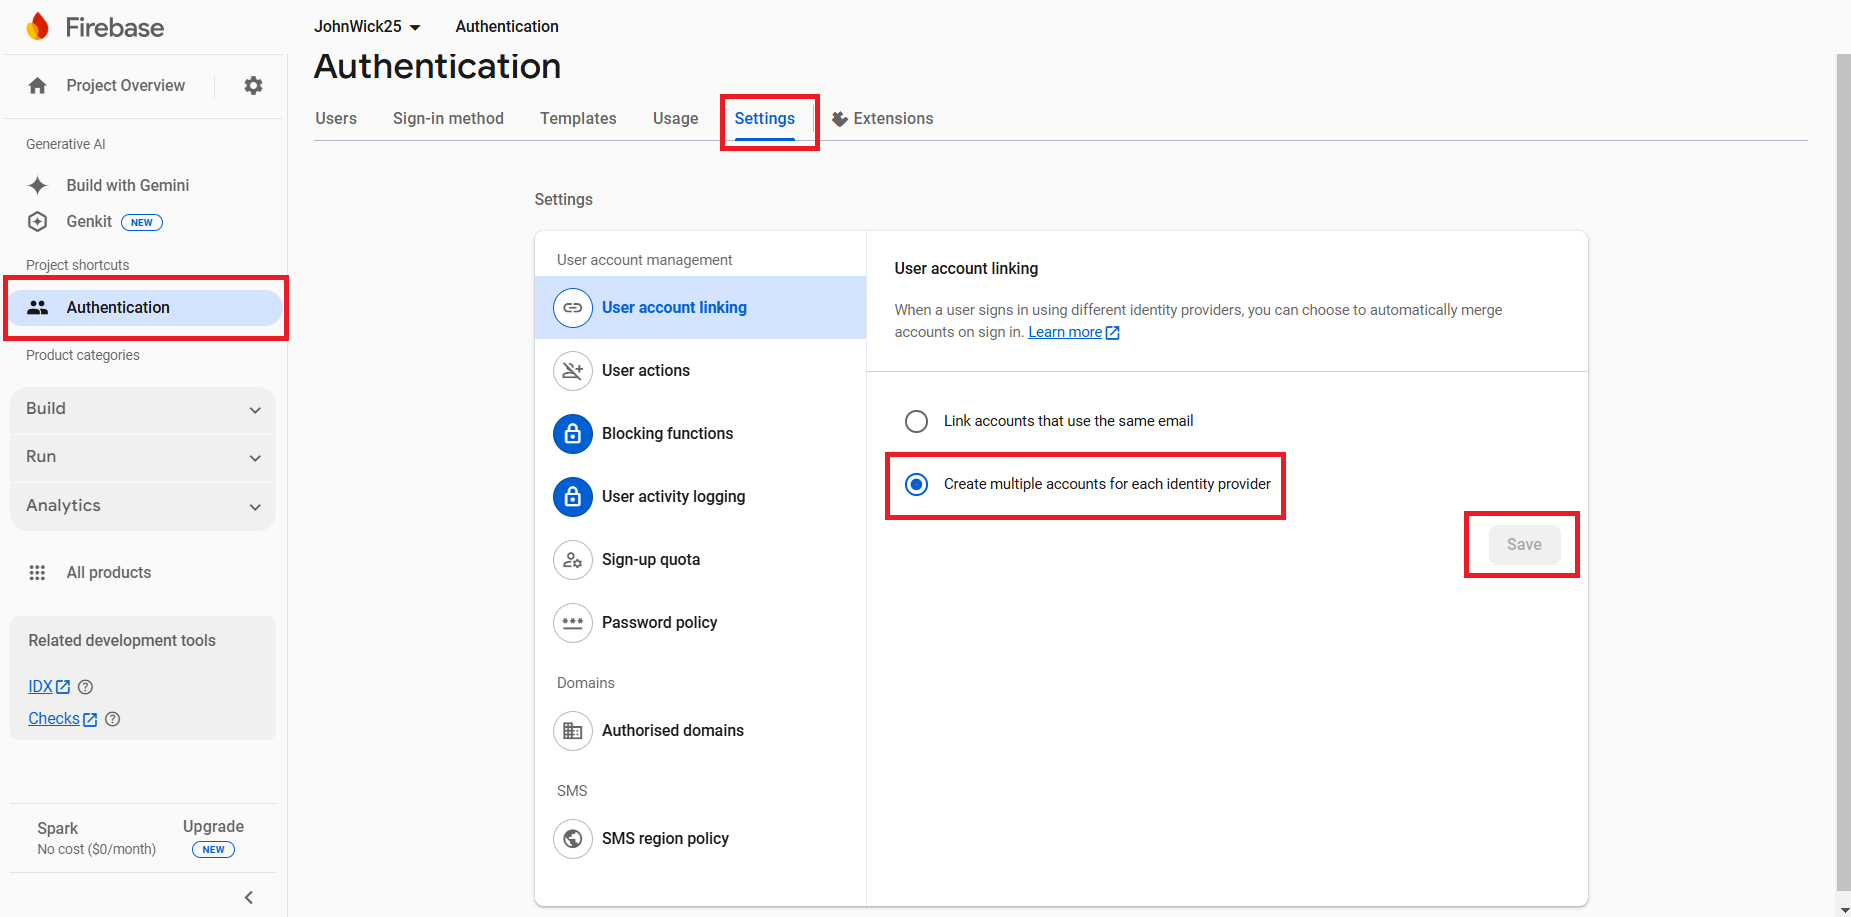 Firebase
JohnWick25
Authentication
Authentication
Project Overview
Users
Sign-in method
Templates
Usage
Settings
Extensions
Generative AI
Build with Gemini
Genkit NEW
Project shortcuts
Authentication
Product categories
Build
Run
Analytics
All products
Related development tools
IDX
Checks
Spark
No cost ($0/month)
Upgrade
NEW
Settings
User account management
User account linking
User actions
Blocking functions
User activity logging
Sign-up quota
Password policy
Domains
Authorised domains
SMS
SMS region policy
User account linking
When a user signs in using different identity providers, you can choose to automatically merge
accounts on sign in. Learn more
Link accounts that use the same email
Create multiple accounts for each identity provider
Save